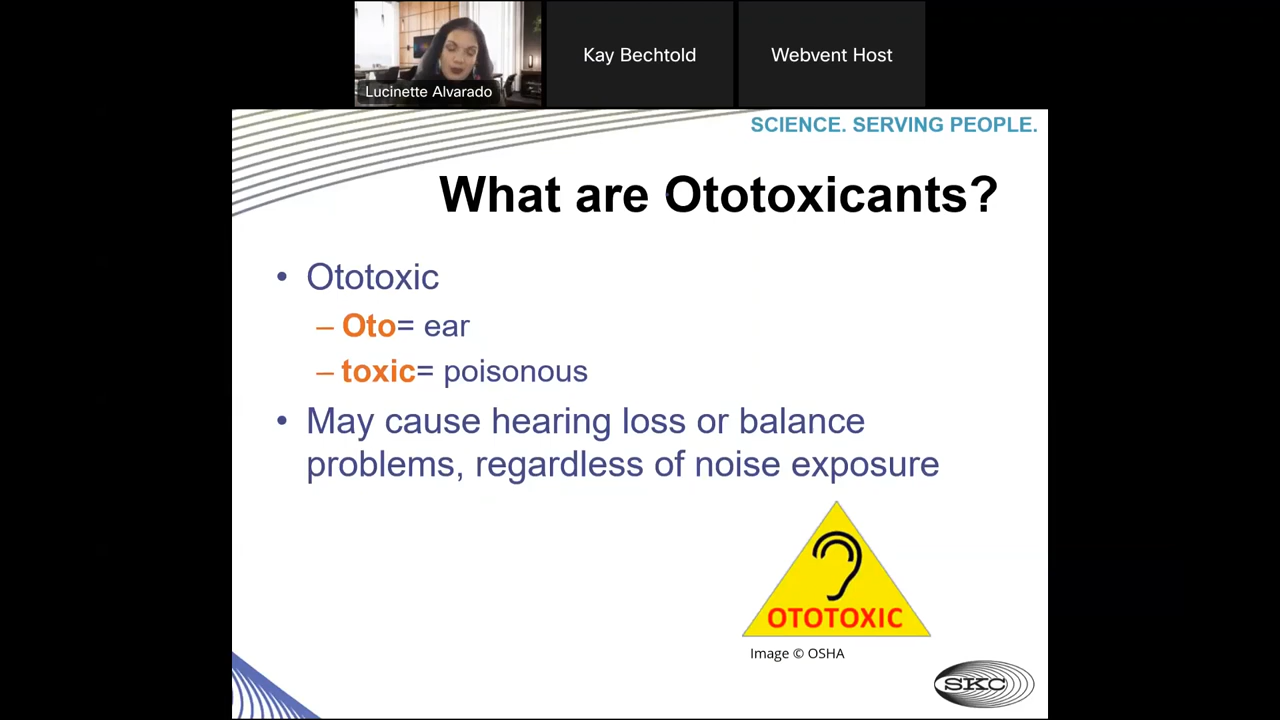 Lucinette Alvarado
Kay Bechtold
Webvent Host
SCIENCE. SERVING PEOPLE.
What are Ototoxicants?
• Ototoxic
– Oto= ear
– toxic= poisonous
• May cause hearing loss or balance
problems, regardless of noise exposure
OTOTOXIC
Image © OSHA
SKC